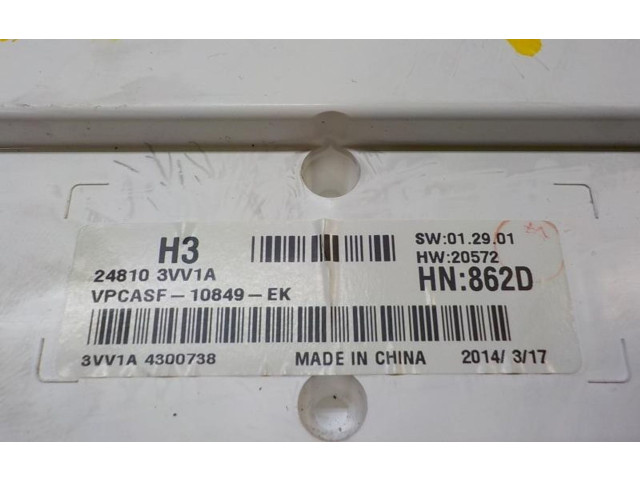 H3
SW:01.29.01
24810 3VV1A
HW:20572
VPCASF-10849-EK
HN:862D
3VV1A 4300738
MADE IN CHINA
2014/ 3/17